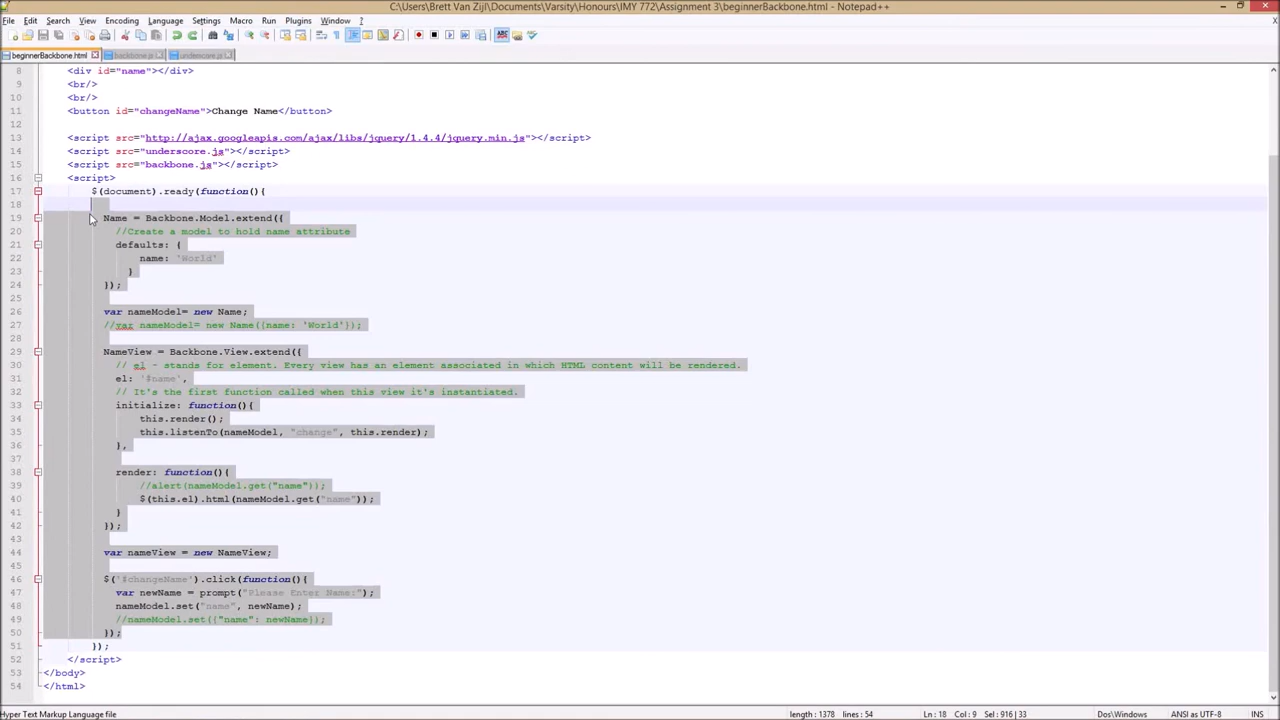 C:\Users\Brett Van Zijl\Documents\Varsity\Honours\IMY 772\Assignment 3\beginnerBackbone.html - Notepad++
File Edit Search View Encoding Language Settings Macro Run Plugins Window ?
beginnerBackbone.html backbone.js underscore.js
8 <div id="name"></div>
9 <br/>
10 <br/>
11 <button id="changeName">Change Name</button>
12
13 <script src="http://ajax.googleapis.com/ajax/libs/jquery/1.4.4/jquery.min.js"></script>
14 <script src="underscore.js"></script>
15 <script src="backbone.js"></script>
16 <script>
17 $(document).ready(function(){
18
19 Name = Backbone.Model.extend({
20 //Create a model to hold name attribute
21 defaults: {
22 name: 'World'
23 }
24 });
25
26 var nameModel= new Name;
27 //var nameModel= new Name({name: 'World'});
28
29 NameView = Backbone.View.extend({
30 // el - stands for element. Every view has an element associated in which HTML content will be rendered.
31 el: '#name',
32 // It's the first function called when this view it's instantiated.
33 initialize: function(){
34 this.render();
35 this.listenTo(nameModel, "change", this.render);
36 },
37
38 render: function(){
39 //alert(nameModel.get("name"));
40 $(this.el).html(nameModel.get("name"));
41 }
42 });
43
44 var nameView = new NameView;
45
46 $('#changeName').click(function(){
47 var newName = prompt("Please Enter Name:");
48 nameModel.set("name", newName);
49 //nameModel.set({"name": newName});
50 });
51 });
52 </script>
53 </body>
54 </html>
Hyper Text Markup Language file length : 1378 lines : 54 Ln : 18 Col : 9 Sel : 916 | 33 Dos\Windows ANSI as UTF-8 INS